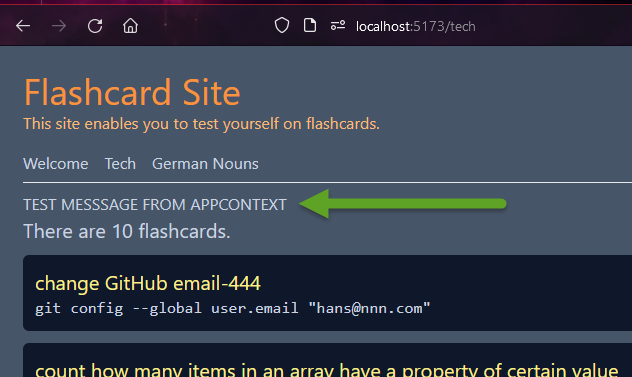 localhost:5173/tech
Flashcard Site
This site enables you to test yourself on flashcards.
Welcome Tech German Nouns
TEST MESSSAGE FROM APPCONTEXT
There are 10 flashcards.
change GitHub email-444
git config --global user.email "hans@nnn.com"
count how many items in an array have a property of certain value